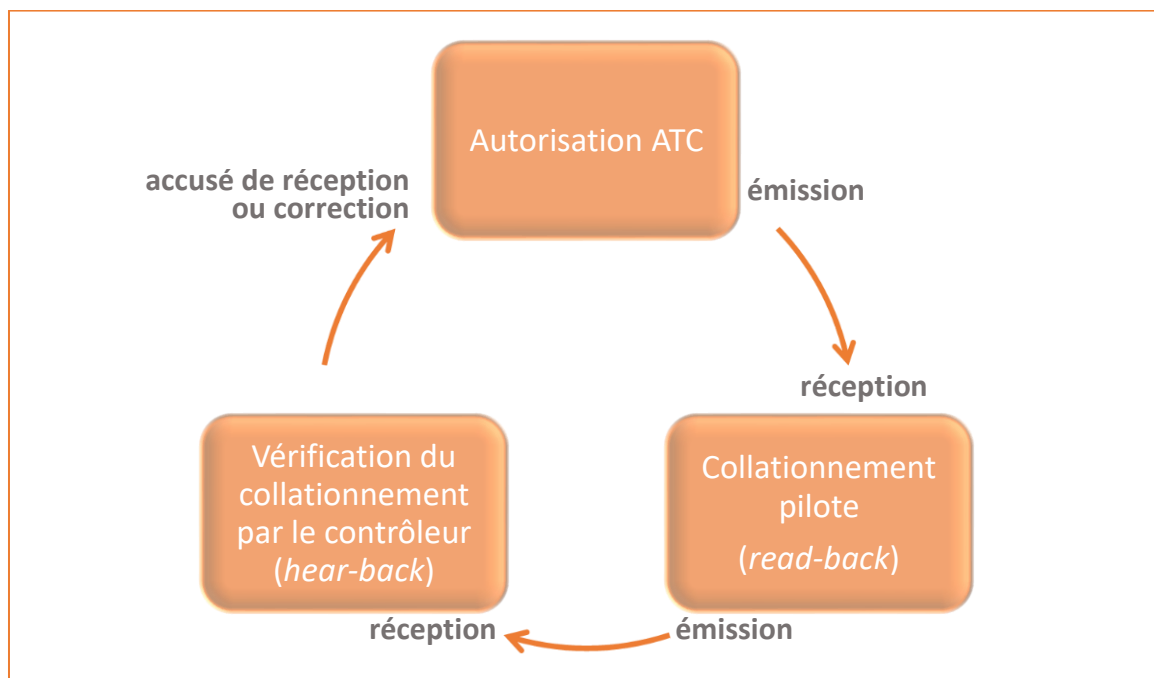 Autorisation ATC
émission
réception
Collationnement
pilote
(read-back)
émission
réception
Vérification du
collationnement
par le contrôleur
(hear-back)
accusé de réception
ou correction